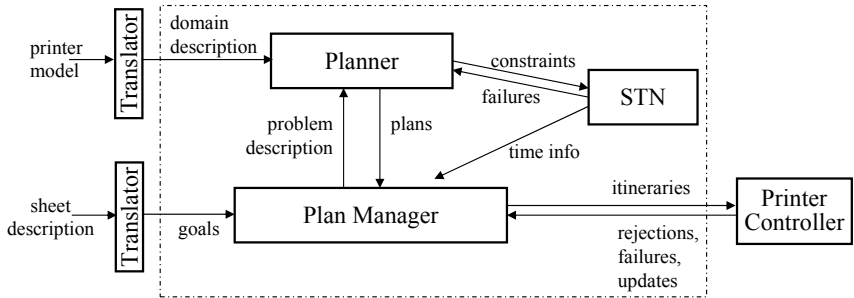 printer
model
Translator
domain
description
Planner
constraints
failures
STN
problem
description
plans
time info
sheet
description
Translator
goals
Plan Manager
itineraries
rejections,
failures,
updates
Printer
Controller